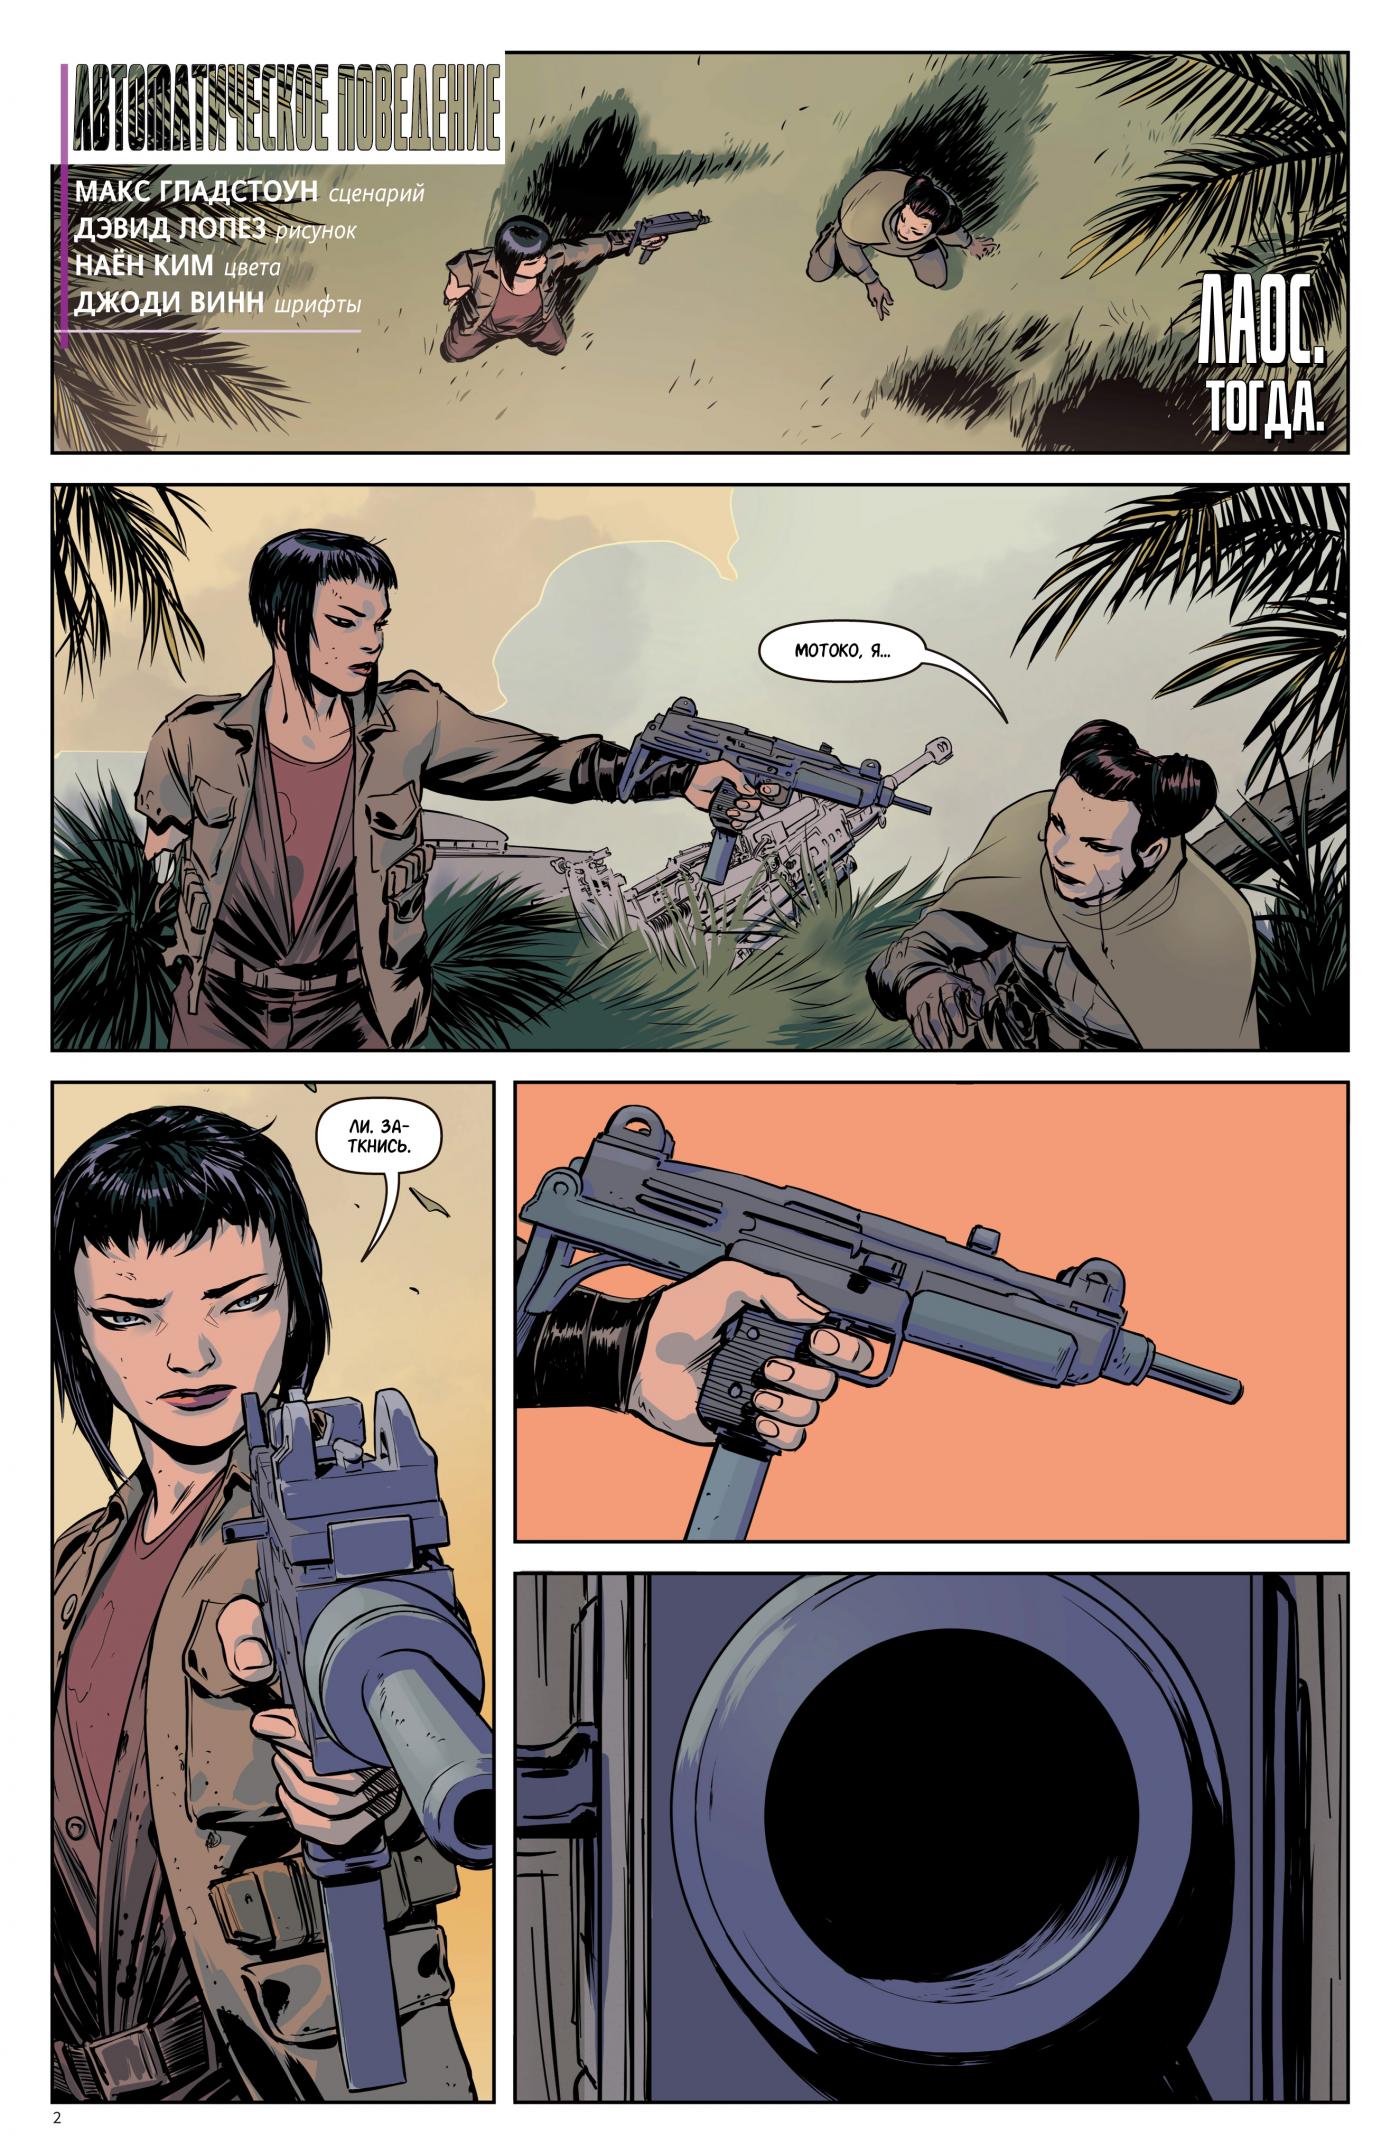 АВТОМАТИЧЕСКОЕ ПОВЕДЕНИЕ
МАКС ГЛАДСТОУН сценарий
ДЭВИД ЛОПЕЗ рисунок
НАЁН КИМ цвета
ДЖОДИ ВИНН шрифты
ЛАОС.
ТОГДА.
МОТОКО, Я...
ЛИ. ЗА-
ТКНИСЬ.
2